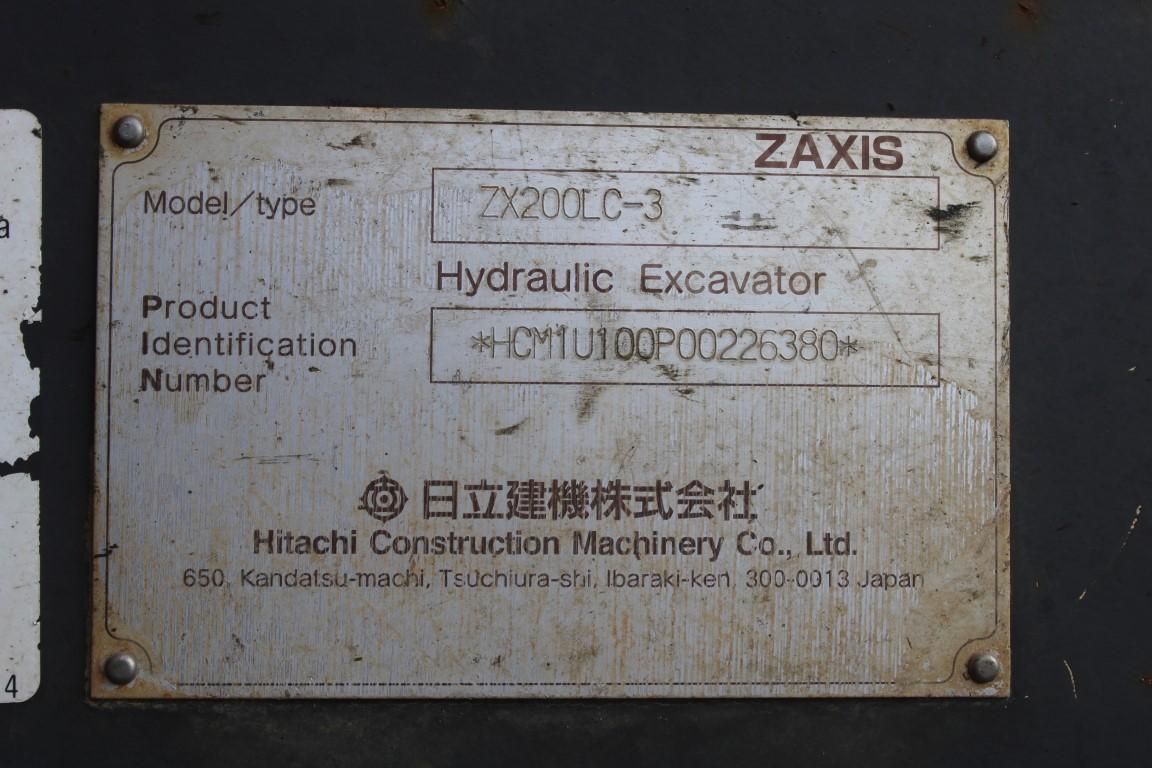 ZAXIS
Model/type ZX200LC-3
Hydraulic Excavator
Product
Identification
Number
*HCM1U100P00226380*
日立建機株式会社
Hitachi Construction Machinery Co., Ltd.
650, Kandatsu-machi, Tsuchiura-shi, Ibaraki-ken, 300-0013 Japan
a
4